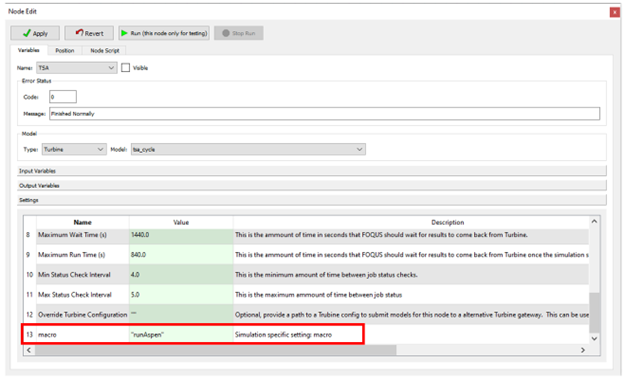 Node Edit
Apply Revert Run (this node only for testing) Stop Run
Variables Position Node Script
Name: TSA Visible
Error Status
Code: 0
Message: Finished Normally
Model
Type: Turbine Model: tsa_cycle
Input Variables
Output Variables
Settings
Name Value Description
8 Maximum Wait Time (s) 1440.0 This is the ammount of time in seconds that FOQUS should wait for results to come back from Turbine.
9 Maximum Run Time (s) 840.0 This is the ammount of time in seconds that FOQUS should wait for results to come back from Turbine once the simulation s
10 Min Status Check Interval 4.0 This is the minimum amount of time between job status checks.
11 Max Status Check Interval 5.0 This is the maximum ammount of time between job status
12 Override Turbine Configuration "" Optional, provide a path to a Trubine config to submit models for this node to a alternative Turbine gateway. This can be use
13 macro "runAspen" Simulation specific setting: macro